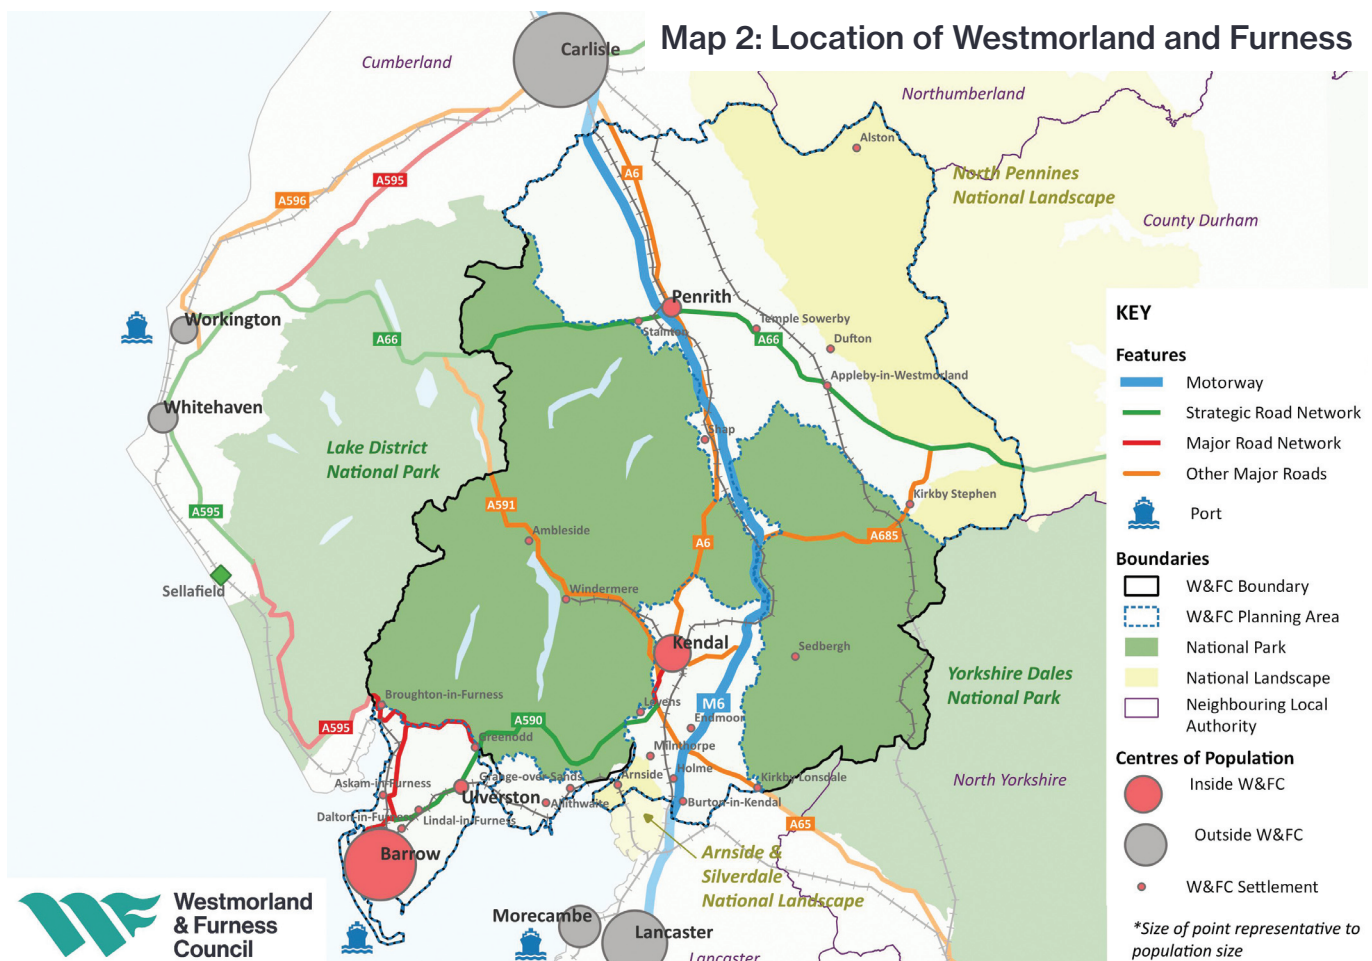 Map 2: Location of Westmorland and Furness
Carlisle
Cumberland
Northumberland
Alston
A6
A595
A596
North Pennines
National Landscape
County Durham
Penrith
Workington
Stainton
Temple Sowerby
A66
A66
Dufton
Appleby-in-Westmorland
Whitehaven
Shap
Lake District
National Park
Kirkby Stephen
A591
A595
Ambleside
A6
A685
Sellafield
Windermere
Kendal
Sedbergh
Yorkshire Dales
National Park
Broughton-in-Furness
Levens
M6
A595
A590
Endmoor
Greenodd
Milnthorpe
Grange-over-Sands
Arnside
Holme
Kirkby Lonsdale
North Yorkshire
Askam-in-Furness
Ulverston
Allithwaite
Burton-in-Kendal
Dalton-in-Furness
Lindal-in-Furness
A65
Barrow
Arnside &
Silverdale
National Landscape
Morecambe
Lancaster
Lancaster
Westmorland
& Furness
Council
KEY
Features
Motorway
Strategic Road Network
Major Road Network
Other Major Roads
Port
Boundaries
W&FC Boundary
W&FC Planning Area
National Park
National Landscape
Neighbouring Local
Authority
Centres of Population
Inside W&FC
Outside W&FC
W&FC Settlement
*Size of point representative to
population size